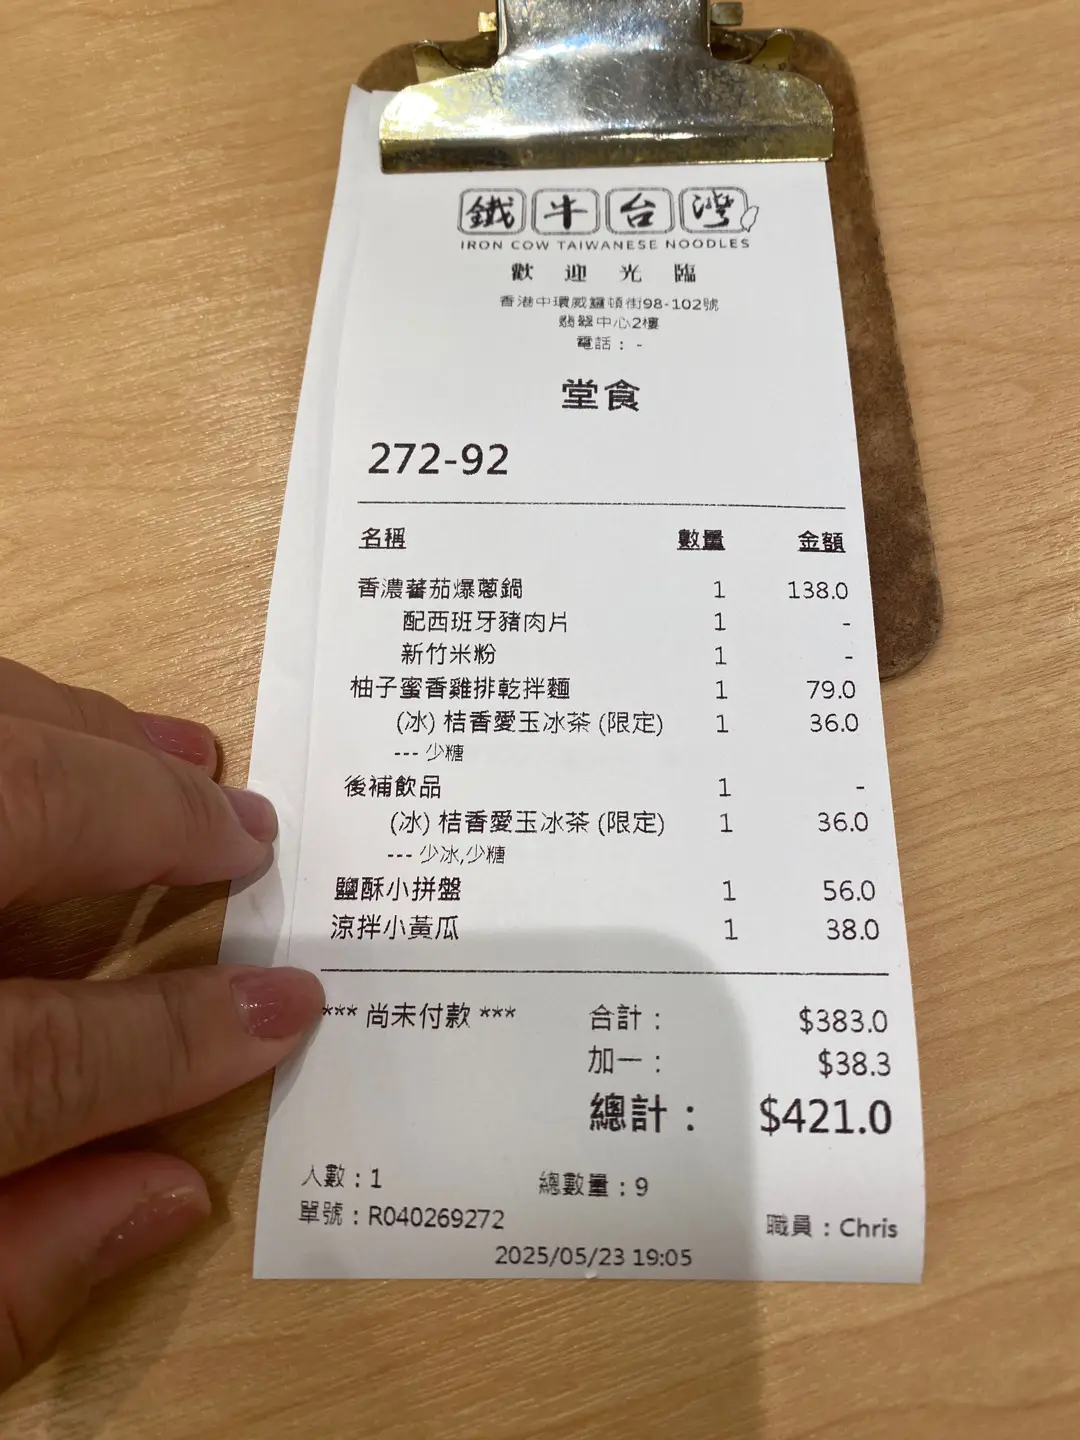 鐵牛台灣
IRON COW TAIWANESE NOODLES
歡迎光臨
香港中環威靈頓街98-102號
翡翠中心2樓
電話： -
堂食
272-92
名稱 數量 金額
香濃蕃茄爆蔥鍋 1 138.0
配西班牙豬肉片 1 -
新竹米粉 1 -
柚子蜜香雞排乾拌麵 1 79.0
(冰) 桔香愛玉冰茶 (限定) 1 36.0
--- 少糖
後補飲品 1 -
(冰) 桔香愛玉冰茶 (限定) 1 36.0
--- 少冰,少糖
鹽酥小拼盤 1 56.0
涼拌小黃瓜 1 38.0
*** 尚未付款 *** 合計： $383.0
加一： $38.3
總計： $421.0
人數：1 總數量：9
單號：R040269272 職員：Chris
2025/05/23 19:05